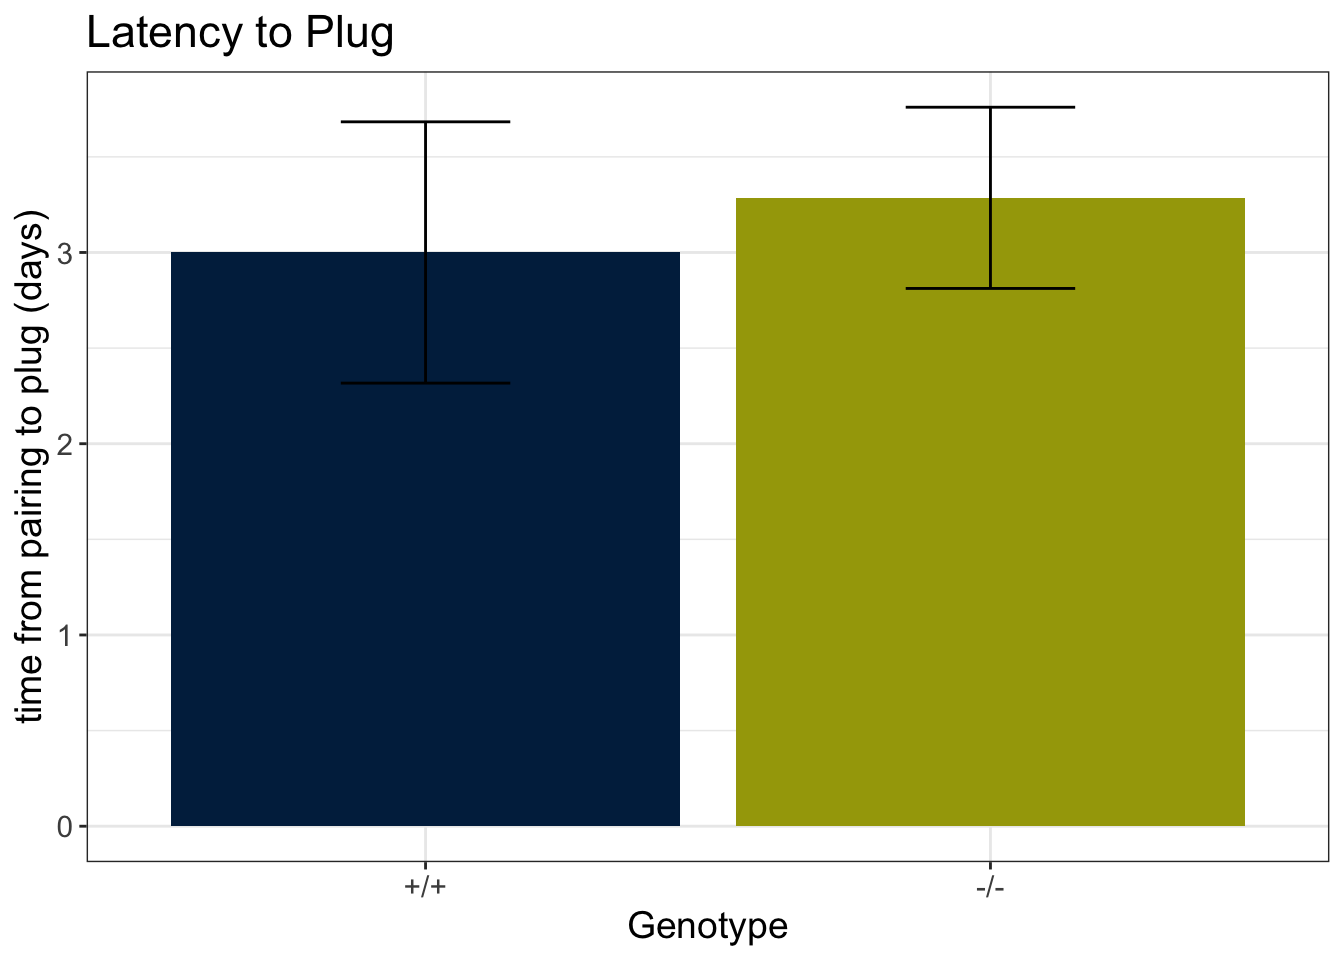 Latency to Plug
time from pairing to plug (days)
3
2
1
0
+/+ -/-
Genotype